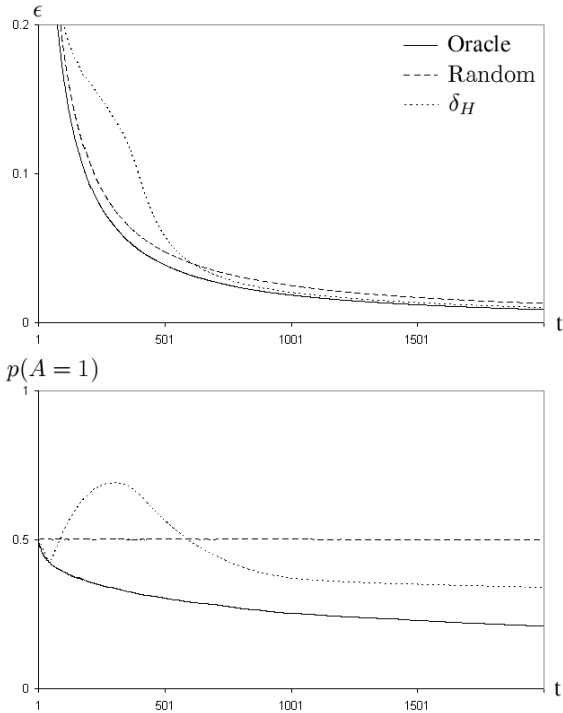 ϵ
0.2
Oracle
Random
δ_H
0.1
0
t
1
501
1001
1501
p(A = 1)
1
0.5
0
t
1
501
1001
1501